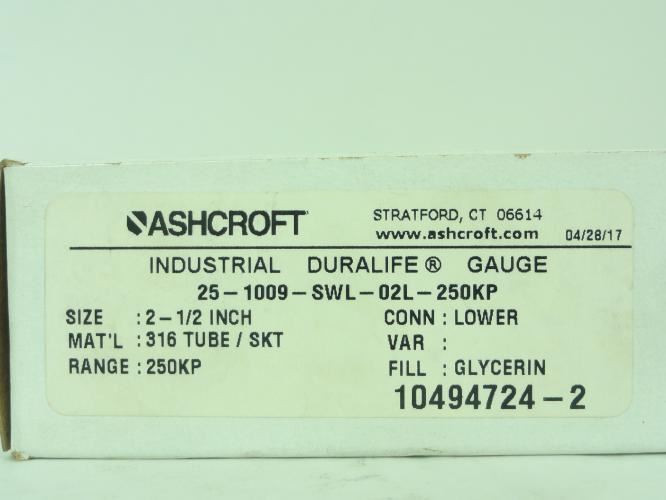 ASHCROFT
STRATFORD, CT 06614
www.ashcroft.com 04/28/17
INDUSTRIAL DURALIFE® GAUGE
25-1009-SWL-02L-250KP
SIZE : 2-1/2 INCH CONN : LOWER
MAT'L : 316 TUBE / SKT VAR :
RANGE : 250KP FILL : GLYCERIN
10494724-2